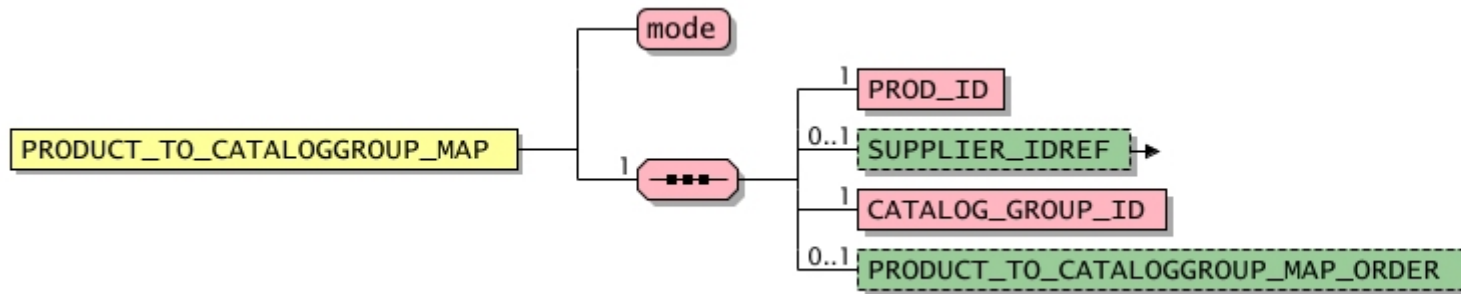 mode
1
PROD_ID
0..1
SUPPLIER_IDREF
PRODUCT_TO_CATALOGGROUP_MAP
1
1
CATALOG_GROUP_ID
0..1
PRODUCT_TO_CATALOGGROUP_MAP_ORDER